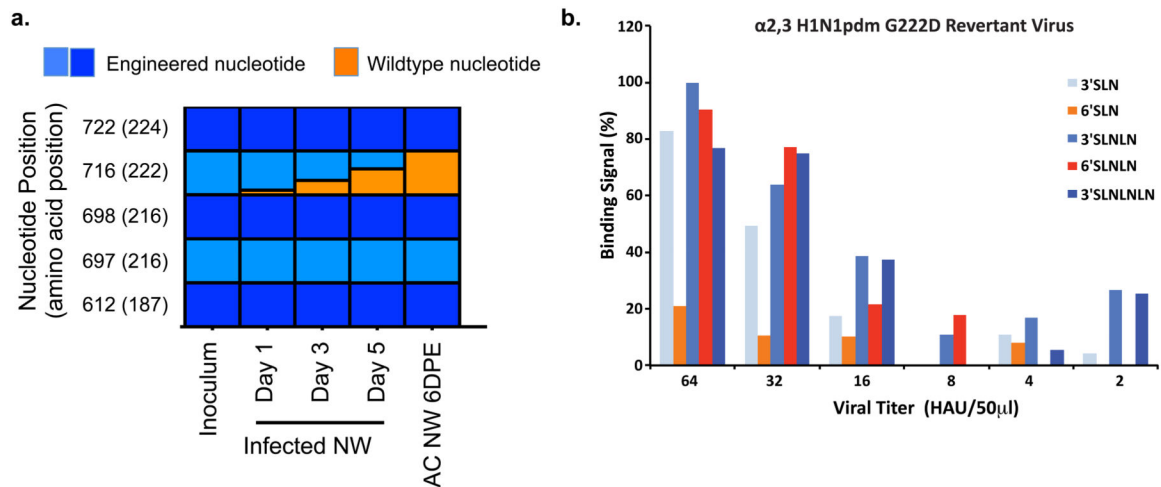 a.
Engineered nucleotide
Wildtype nucleotide
Nucleotide Position
(amino acid position)
722 (224)
716 (222)
698 (216)
697 (216)
612 (187)
Inoculum
Day 1
Day 3
Day 5
AC NW 6DPE
Infected NW
b.
α2,3 H1N1pdm G222D Revertant Virus
Binding Signal (%)
120
100
80
60
40
20
0
64
32
16
8
4
2
Viral Titer (HAU/50μl)
3'SLN
6'SLN
3'SLNLN
6'SLNLN
3'SLNLNLN